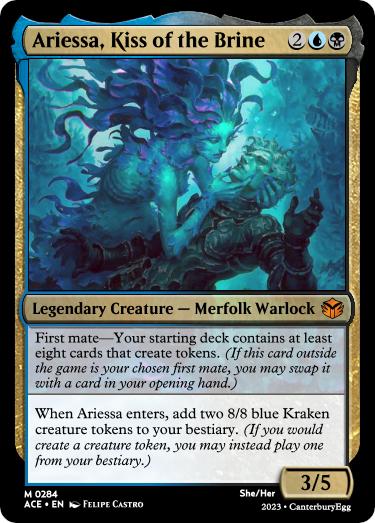 Ariessa, Kiss of the Brine 2
Legendary Creature — Merfolk Warlock
First mate—Your starting deck contains at least
eight cards that create tokens. (If this card outside
the game is your chosen first mate, you may swap it
with a card in your opening hand.)
When Ariessa enters, add two 8/8 blue Kraken
creature tokens to your bestiary. (If you would
create a creature token, you may instead play one
from your bestiary.)
3/5
M 0284
ACE • EN Felipe Castro
She/Her
2023 • CanterburyEgg